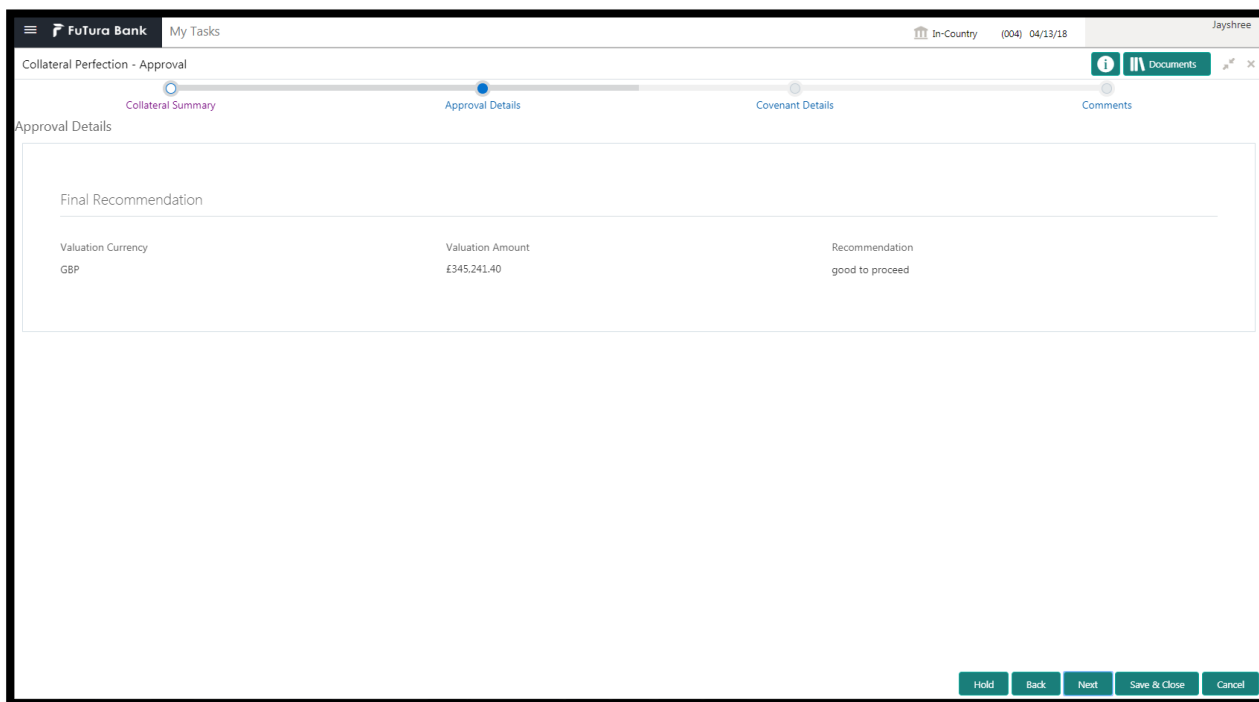 FuTura Bank My Tasks In-Country (004) 04/13/18 Jayshree
Collateral Perfection - Approval Documents
Collateral Summary Approval Details Covenant Details Comments
Approval Details
Final Recommendation
Valuation Currency Valuation Amount Recommendation
GBP £345,241.40 good to proceed
Hold Back Next Save & Close Cancel